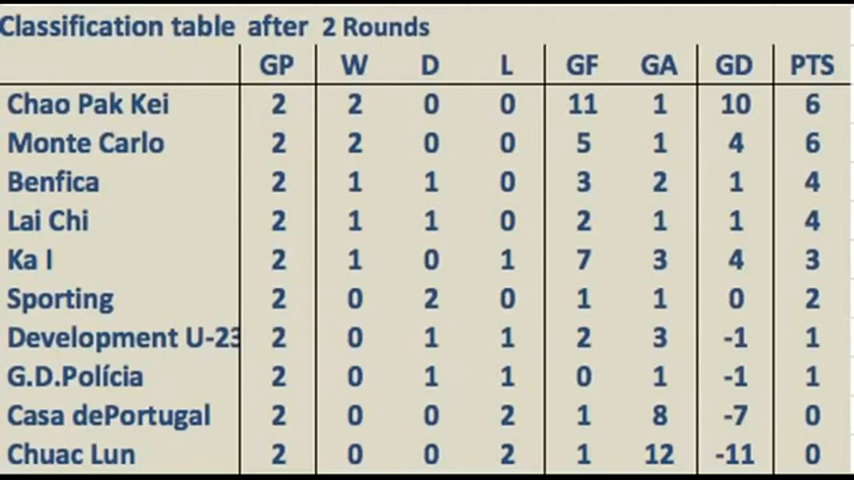 Classification table after 2 Rounds
GP W D L GF GA GD PTS
Chao Pak Kei 2 2 0 0 11 1 10 6
Monte Carlo 2 2 0 0 5 1 4 6
Benfica 2 1 1 0 3 2 1 4
Lai Chi 2 1 1 0 2 1 1 4
Ka I 2 1 0 1 7 3 4 3
Sporting 2 0 2 0 1 1 0 2
Development U-23 2 0 1 1 2 3 -1 1
G.D.Polícia 2 0 1 1 0 1 -1 1
Casa dePortugal 2 0 0 2 1 8 -7 0
Chuac Lun 2 0 0 2 1 12 -11 0